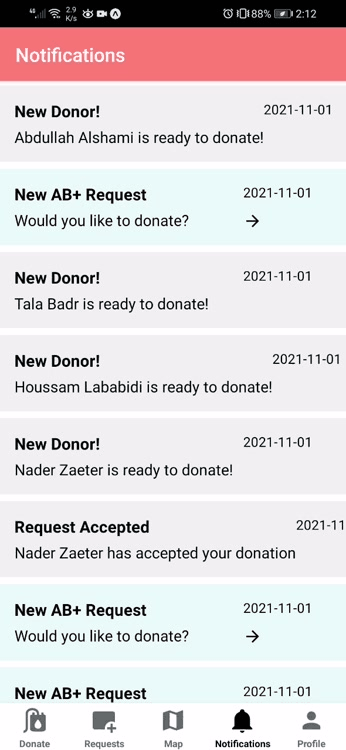 2.9 K/s 88% 2:12
Notifications
New Donor! 2021-11-01
Abdullah Alshami is ready to donate!
New AB+ Request 2021-11-01
Would you like to donate? →
New Donor! 2021-11-01
Tala Badr is ready to donate!
New Donor! 2021-11-01
Houssam Lababidi is ready to donate!
New Donor! 2021-11-01
Nader Zaeter is ready to donate!
Request Accepted 2021-11
Nader Zaeter has accepted your donation
New AB+ Request 2021-11-01
Would you like to donate? →
New AB+ Request 2021-11-01
Donate Requests Map Notifications Profile